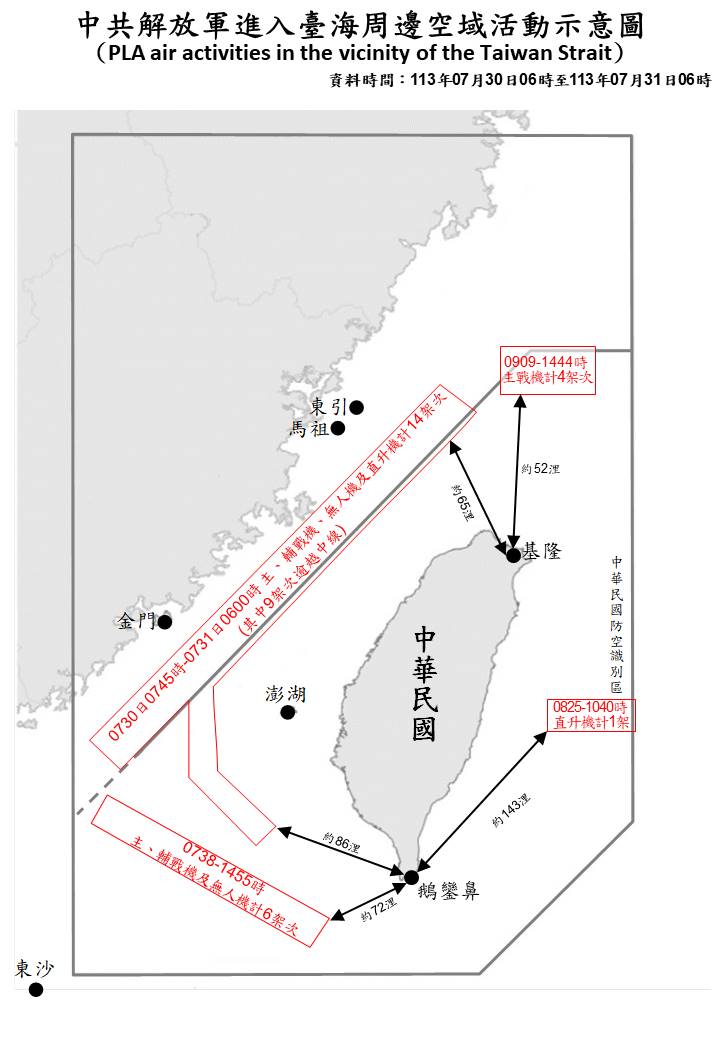 中共解放軍進入臺海周邊空域活動示意圖
（PLA air activities in the vicinity of the Taiwan Strait）
資料時間：113年07月30日06時至113年07月31日06時
0909-1444時
主戰機計4架次
東引
馬祖
0730日0745時-0731日0600時 主、輔戰機、無人機及直升機計14架次
(其中9架次逾越中線)
約52浬
約65浬
基隆
中華民國防空識別區
金門
中華民國
澎湖
0825-1040時
直升機計1架
約143浬
約86浬
0738-1455時
主、輔戰機及無人機計6架次
鵝鑾鼻
約72浬
東沙